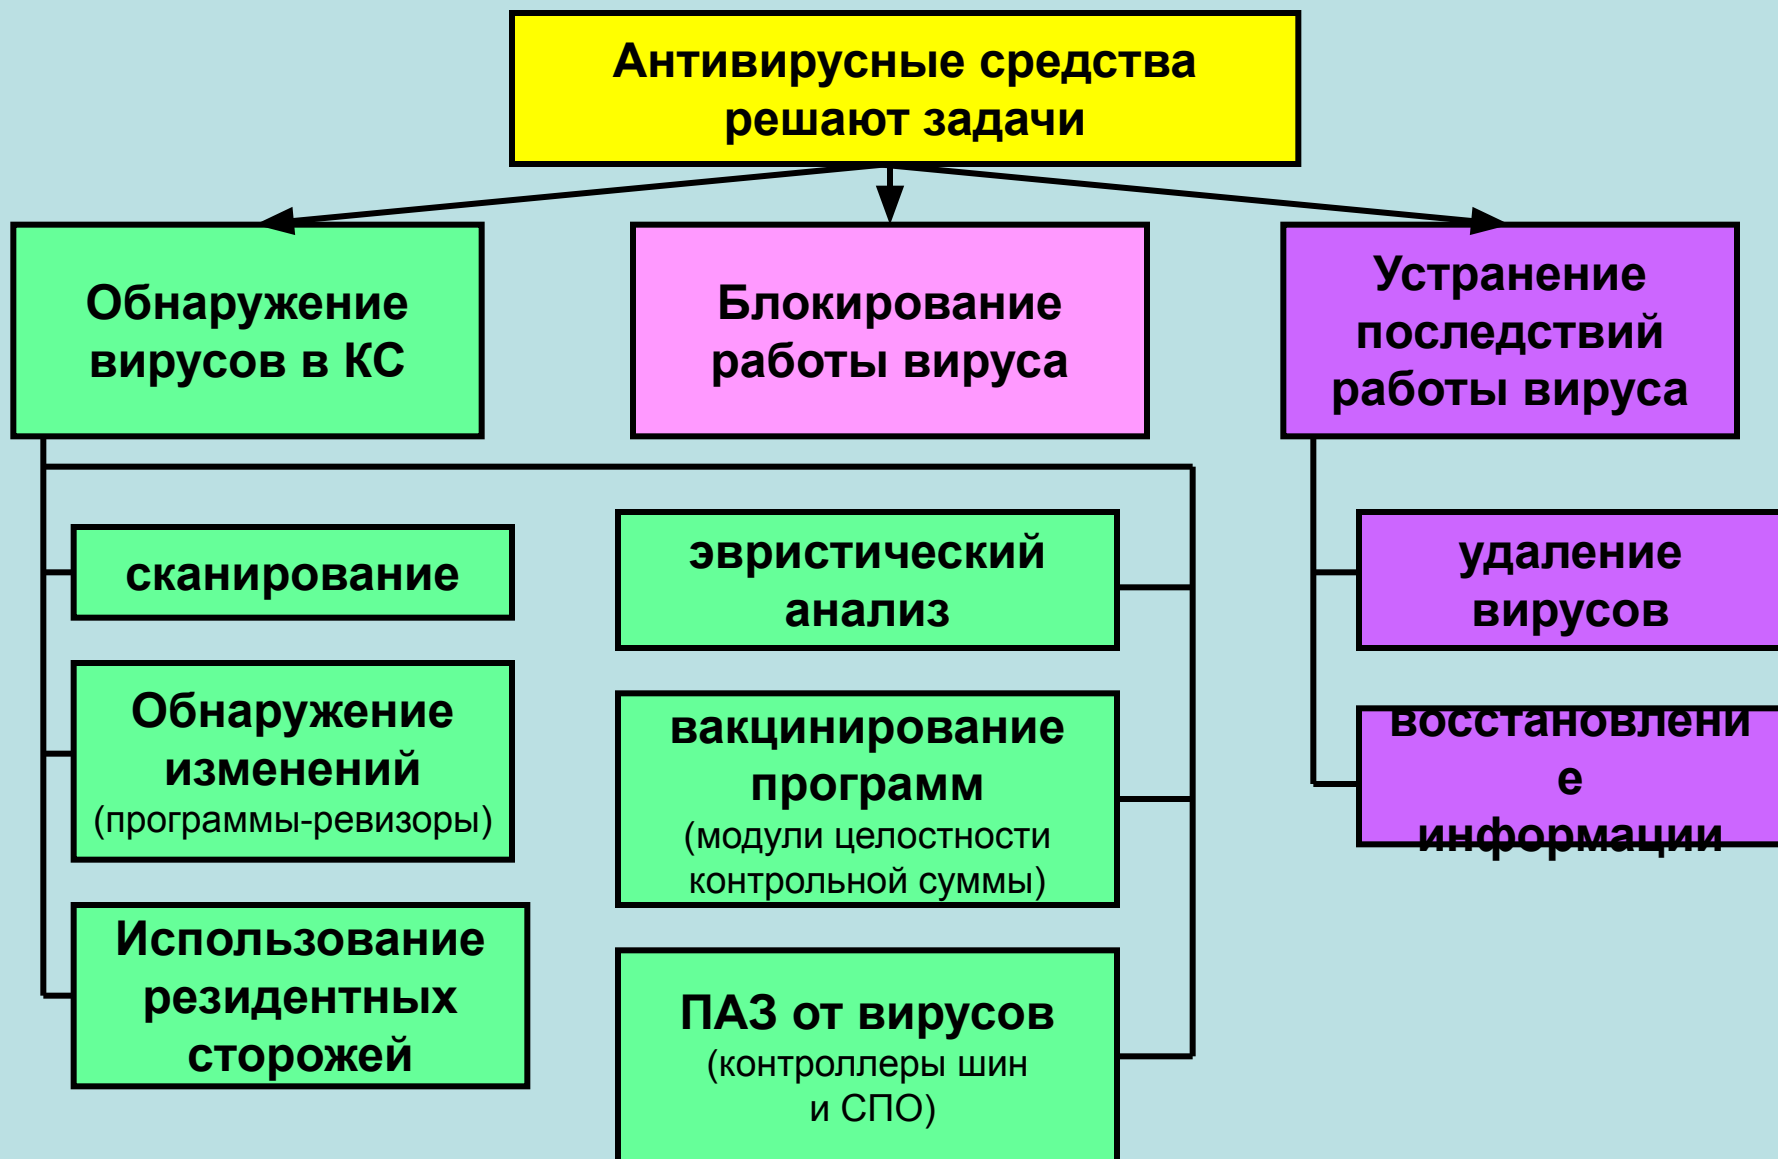 Антивирусные средства
решают задачи
Обнаружение
вирусов в КС
Блокирование
работы вируса
Устранение
последствий
работы вируса
сканирование
Обнаружение
изменений
(программы-ревизоры)
Использование
резидентных
сторожей
эвристический
анализ
вакцинирование
программ
(модули целостности
контрольной суммы)
ПАЗ от вирусов
(контроллеры шин
и СПО)
удаление
вирусов
восстановлени
е
информации